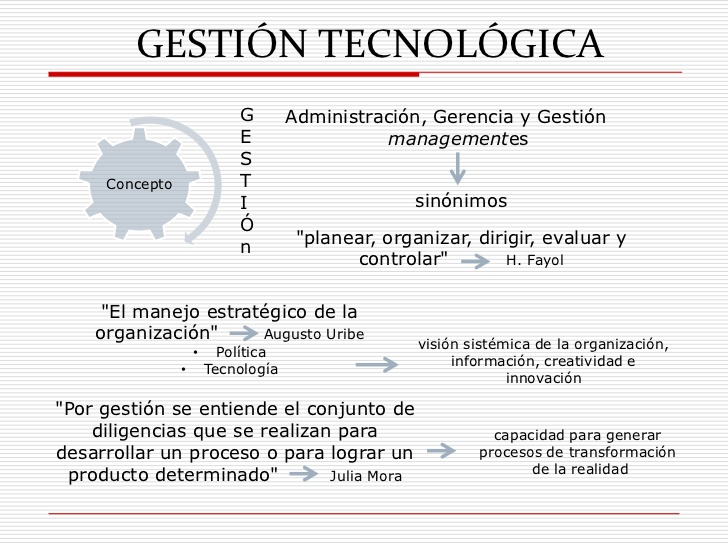 GESTIÓN TECNOLÓGICA
Concepto
G
E
S
T
I
Ó
n
Administración, Gerencia y Gestión
managementes
sinónimos
"planear, organizar, dirigir, evaluar y
controlar" H. Fayol
"El manejo estratégico de la
organización" Augusto Uribe
• Política
• Tecnología
visión sistémica de la organización,
información, creatividad e
innovación
"Por gestión se entiende el conjunto de
diligencias que se realizan para
desarrollar un proceso o para lograr un
producto determinado" Julia Mora
capacidad para generar
procesos de transformación
de la realidad